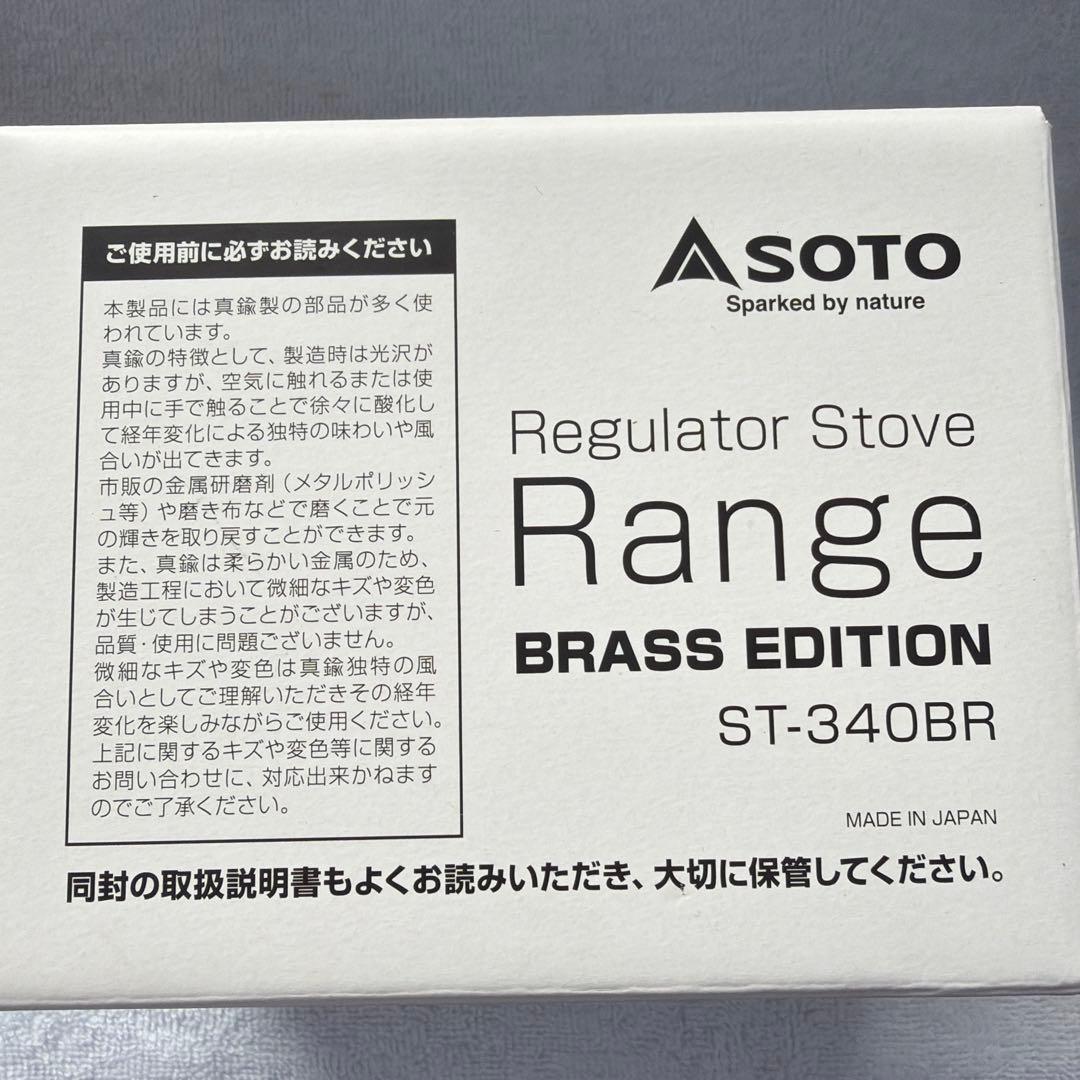 ご使用前に必ずお読みください
本製品には真鍮製の部品が多く使
われています。
真鍮の特徴として、製造時は光沢が
ありますが、空気に触れるまたは使
用中に手で触ることで徐々に酸化し
て経年変化による独特の味わいや風
合いが出てきます。
市販の金属研磨剤（メタルポリッシ
ュ等）や磨き布などで磨くことで元
の輝きを取り戻すことができます。
また、真鍮は柔らかい金属のため、
製造工程において微細なキズや変色
が生じてしまうことがございますが、
品質・使用に問題ございません。
微細なキズや変色は真鍮独特の風
合いとしてご理解いただきその経年
変化を楽しみながらご使用ください。
上記に関するキズや変色等に関する
お問い合わせに、対応出来かねます
のでご了承ください。
SOTO
Sparked by nature
Regulator Stove
Range
BRASS EDITION
ST-340BR
MADE IN JAPAN
同封の取扱説明書もよくお読みいただき、大切に保管してください。